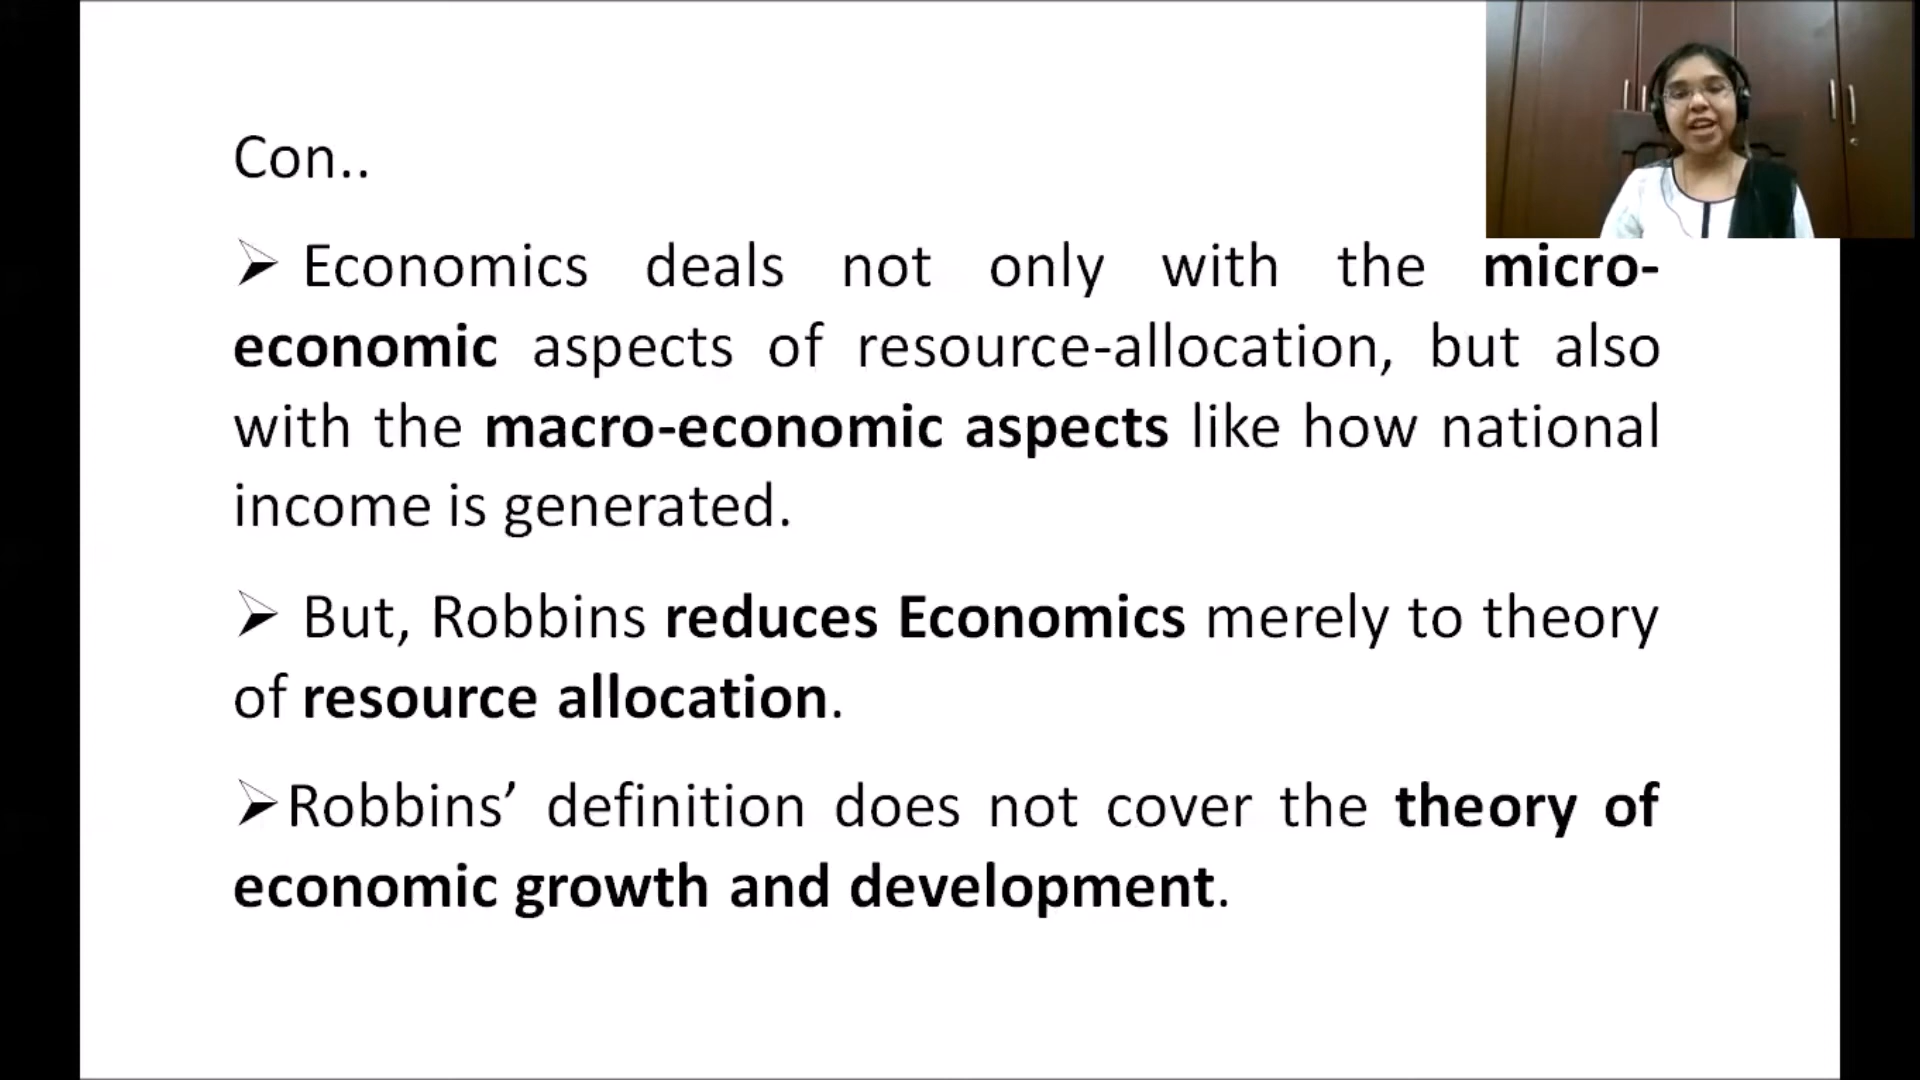 Con..
➢ Economics deals not only with the micro-
economic aspects of resource-allocation, but also
with the macro-economic aspects like how national
income is generated.
➢ But, Robbins reduces Economics merely to theory
of resource allocation.
➢Robbins’ definition does not cover the theory of
economic growth and development.